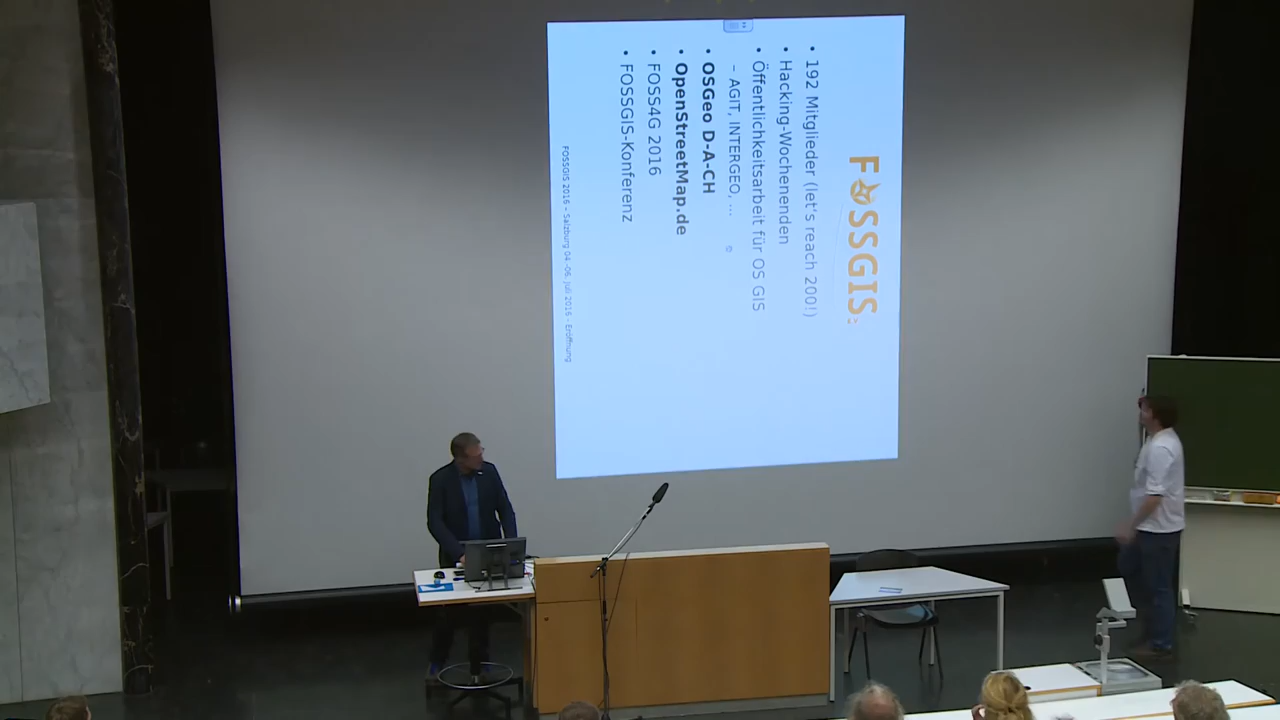 FOSSGIS
• 192 Mitglieder (let's reach 200!)
• Hacking-Wochenenden
• Öffentlichkeitsarbeit für OS GIS
– AGIT, INTERGEO, ...
• OSGeo D-A-CH
• OpenStreetMap.de
• FOSS4G 2016
• FOSSGIS-Konferenz
FOSSGIS 2016 – Salzburg 04.-06. Juli 2016 - Eröffnung